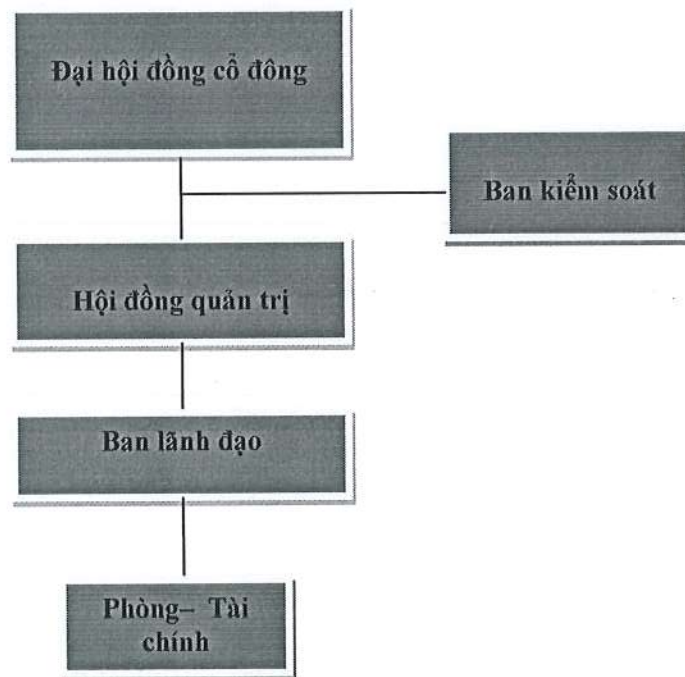 Đại hội đồng cổ đông
Ban kiểm soát
Hội đồng quản trị
Ban lãnh đạo
Phòng– Tài
chính